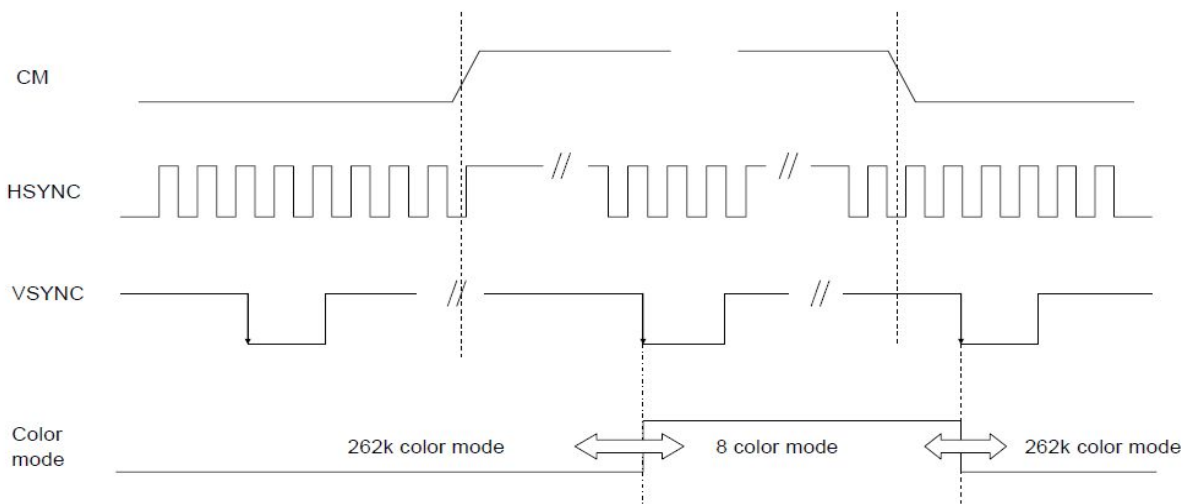 CM
HSYNC
VSYNC
Color
mode
262k color mode
8 color mode
262k color mode